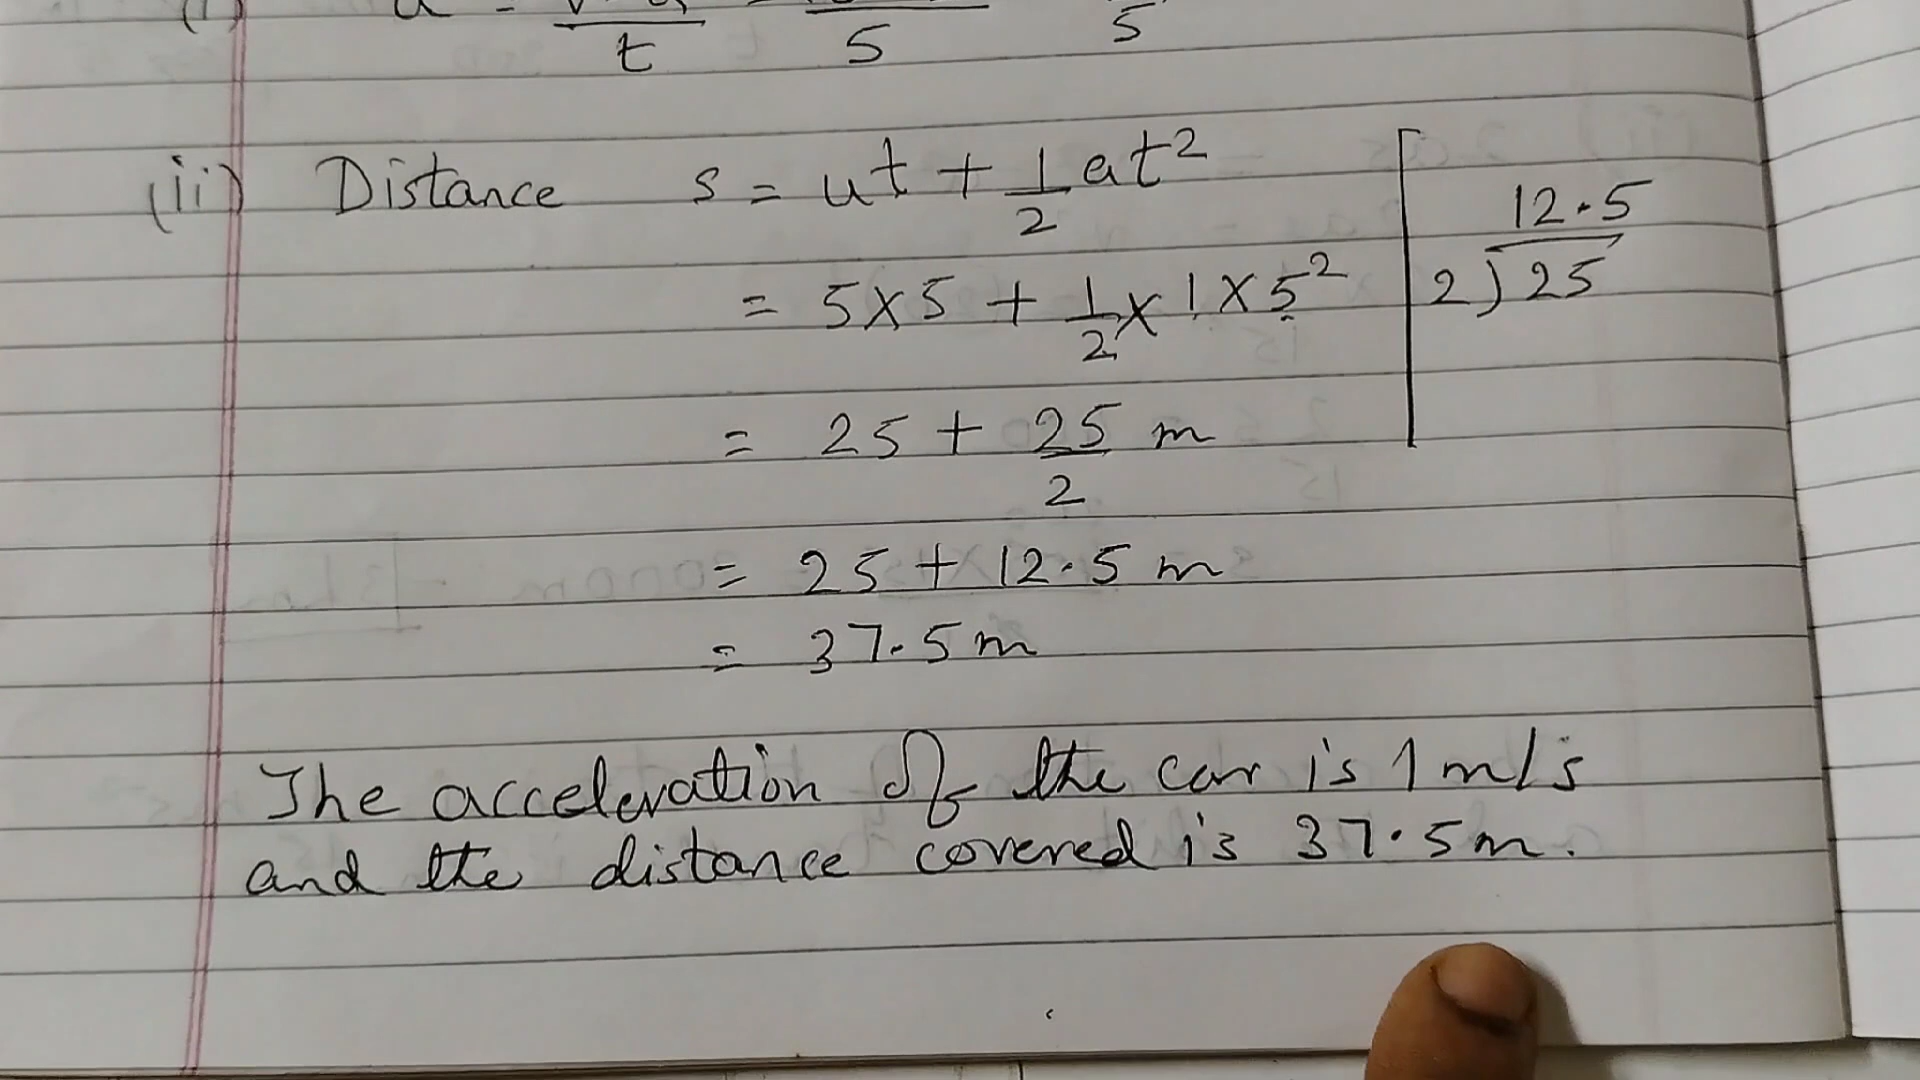 t 5 5
(ii) Distance s = ut + 1/2 at²
= 5 x 5 + 1/2 x 1 x 5²
= 25 + 25/2 m
= 25 + 12.5 m
= 37.5 m
12.5
2)25
The acceleration of the car is 1 m/s
and the distance covered is 37.5 m.